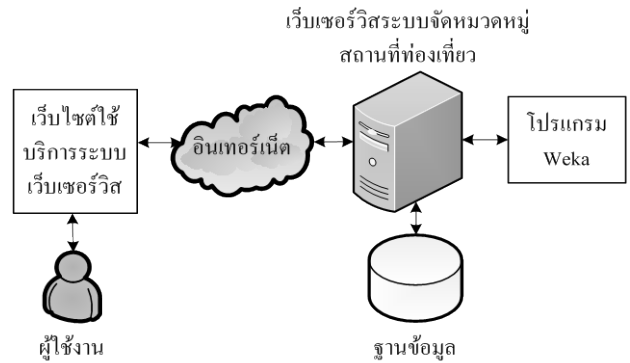 เว็บเซอร์วิสระบบจัดหมวดหมู่
สถานที่ท่องเที่ยว
เว็บไซต์ใช้
บริการระบบ
เว็บเซอร์วิส
อินเทอร์เน็ต
โปรแกรม
Weka
ผู้ใช้งาน
ฐานข้อมูล